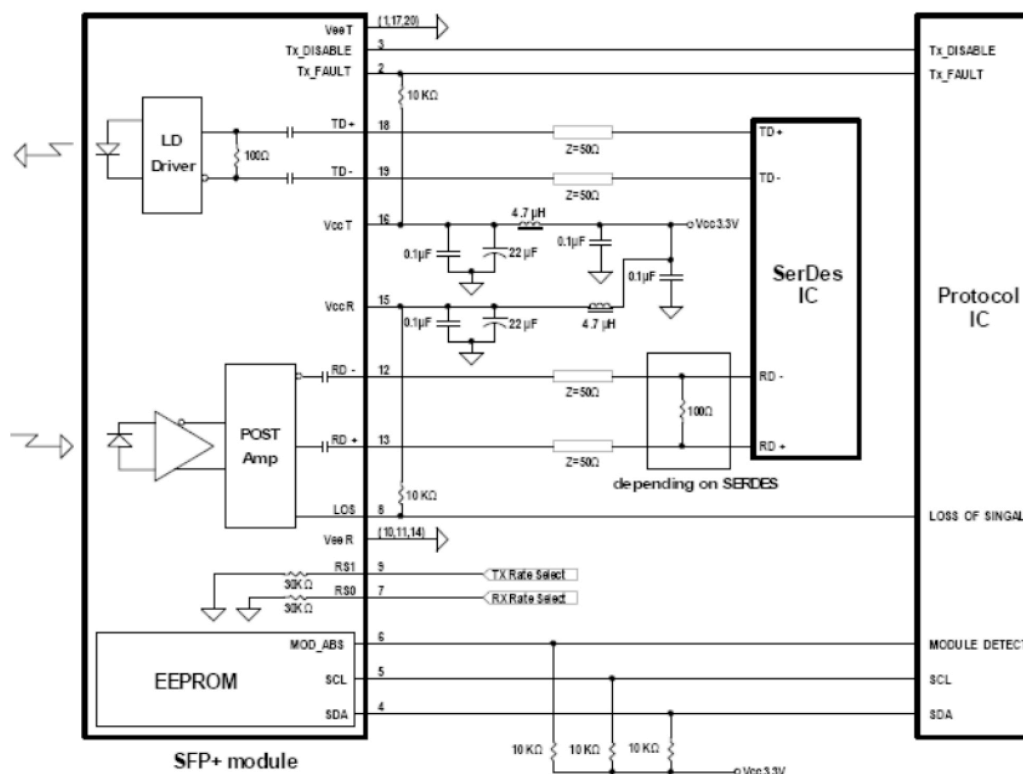 VeeT (1,17,20)
Tx_DISABLE 3 Tx_DISABLE
Tx_FAULT 2 Tx_FAULT
10 KΩ
LD Driver
100Ω
TD + 18 Z=50Ω TD +
TD - 19 Z=50Ω TD -
VccT 16 4.7 µH Vcc3.3V
0.1µF 22 µF 0.1µF
0.1µF
SerDes IC
Protocol IC
VccR 15
0.1µF 22 µF 4.7 µH
RD - 12 Z=50Ω RD -
100Ω
POST Amp
RD + 13 Z=50Ω RD +
depending on SERDES
10 KΩ
LOS 8 LOSS OF SINGAL
VeeR (10,11,14)
RS1 9 TX Rate Select
30KΩ
RS0 7 RX Rate Select
30KΩ
MOD_ABS 6 MODULE DETECT
EEPROM
SCL 5 SCL
SDA 4 SDA
10 KΩ 10 KΩ 10 KΩ
Vcc3.3V
SFP+ module